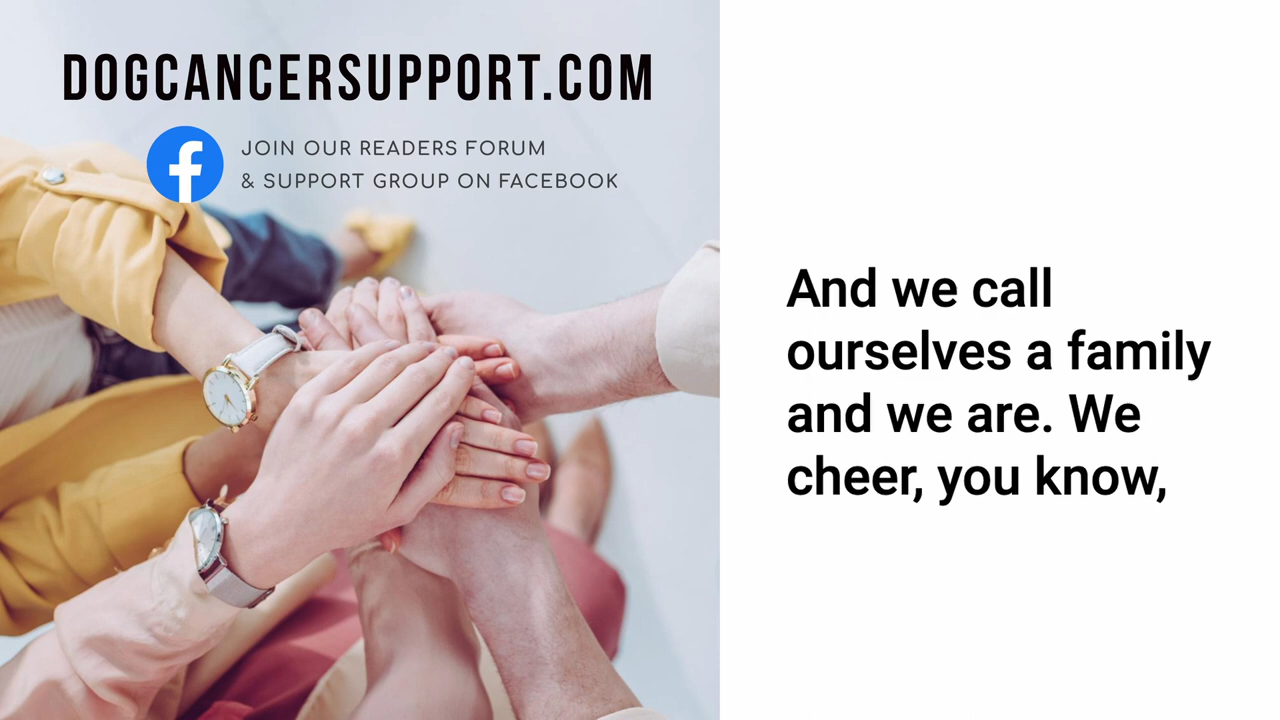 DOGCANCERSUPPORT.COM
JOIN OUR READERS FORUM
& SUPPORT GROUP ON FACEBOOK
And we call
ourselves a family
and we are. We
cheer, you know,